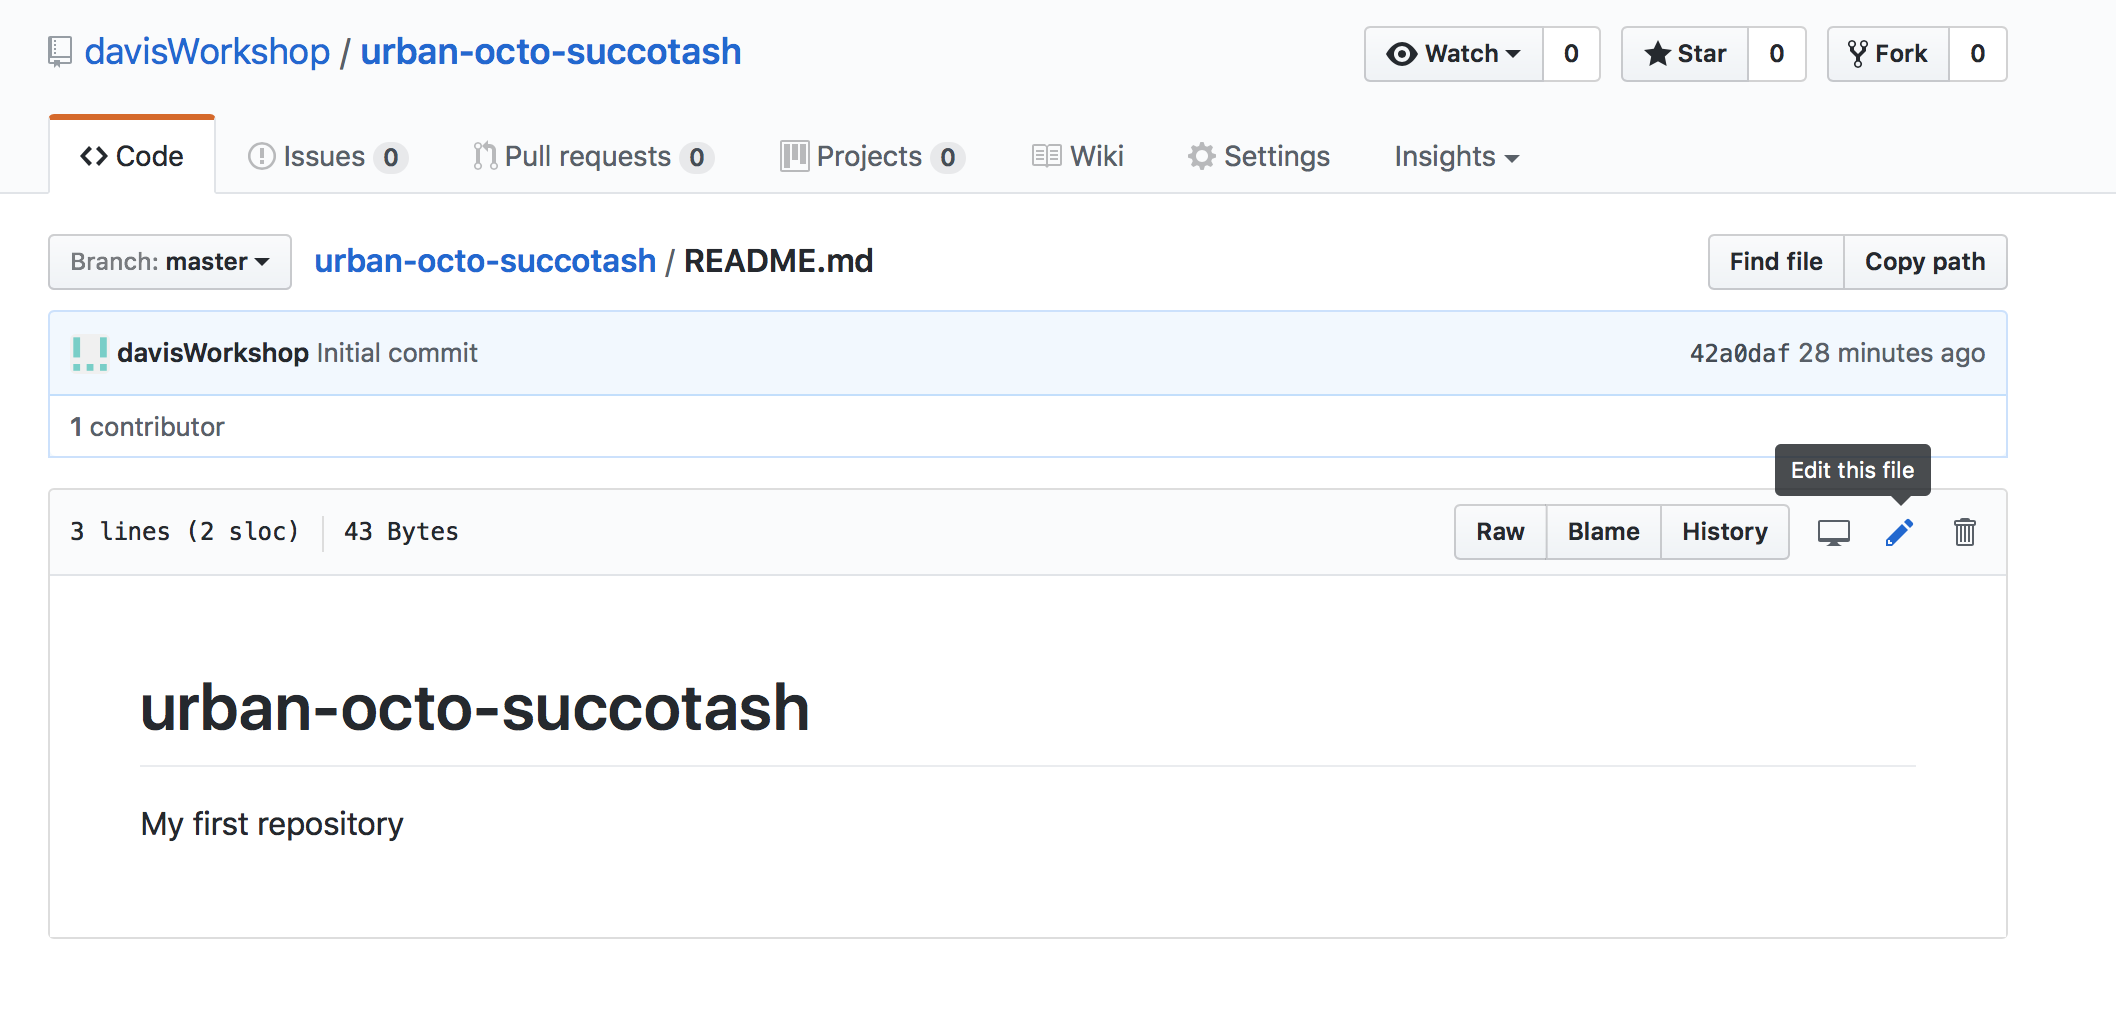 davisWorkshop / urban-octo-succotash
Watch 0 Star 0 Fork 0
Code Issues 0 Pull requests 0 Projects 0 Wiki Settings Insights
Branch: master urban-octo-succotash / README.md Find file Copy path
davisWorkshop Initial commit 42a0daf 28 minutes ago
1 contributor
Edit this file
3 lines (2 sloc) 43 Bytes Raw Blame History
urban-octo-succotash
My first repository